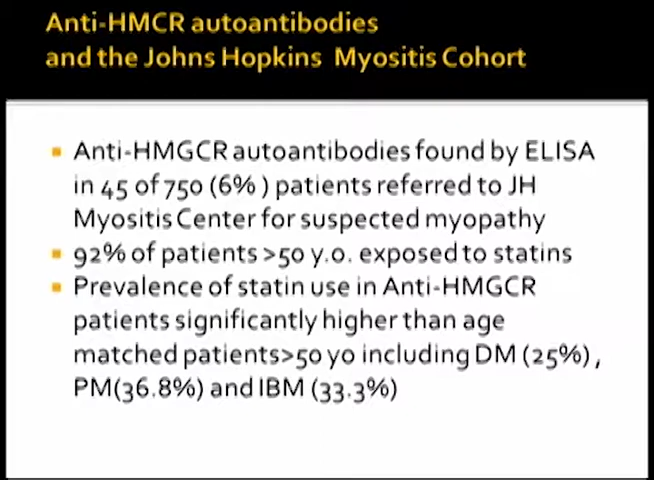 Anti-HMCR autoantibodies
and the Johns Hopkins Myositis Cohort
Anti-HMGCR autoantibodies found by ELISA
in 45 of 750 (6% ) patients referred to JH
Myositis Center for suspected myopathy
92% of patients >50 y.o. exposed to statins
Prevalence of statin use in Anti-HMGCR
patients significantly higher than age
matched patients>50 yo including DM (25%) ,
PM(36.8%) and IBM (33.3%)